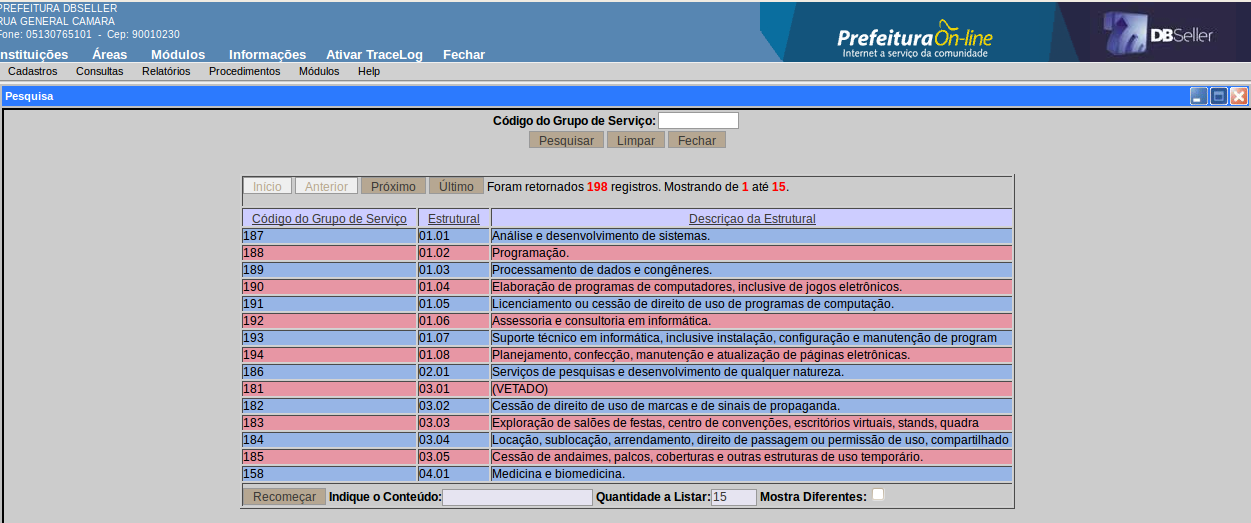 PREFEITURA DBSELLER
RUA GENERAL CAMARA
Fone: 05130765101 - Cep: 90010230
PrefeituraOn-line
Internet a serviço da comunidade
DBSeller
nstituições Áreas Módulos Informações Ativar TraceLog Fechar
Cadastros Consultas Relatórios Procedimentos Módulos Help
Pesquisa
Código do Grupo de Serviço:
Pesquisar Limpar Fechar
Início Anterior Próximo Último Foram retornados 198 registros. Mostrando de 1 até 15.
Código do Grupo de Serviço Estrutural Descriçao da Estrutural
187 01.01 Análise e desenvolvimento de sistemas.
188 01.02 Programação.
189 01.03 Processamento de dados e congêneres.
190 01.04 Elaboração de programas de computadores, inclusive de jogos eletrônicos.
191 01.05 Licenciamento ou cessão de direito de uso de programas de computação.
192 01.06 Assessoria e consultoria em informática.
193 01.07 Suporte técnico em informática, inclusive instalação, configuração e manutenção de program
194 01.08 Planejamento, confecção, manutenção e atualização de páginas eletrônicas.
186 02.01 Serviços de pesquisas e desenvolvimento de qualquer natureza.
181 03.01 (VETADO)
182 03.02 Cessão de direito de uso de marcas e de sinais de propaganda.
183 03.03 Exploração de salões de festas, centro de convenções, escritórios virtuais, stands, quadra
184 03.04 Locação, sublocação, arrendamento, direito de passagem ou permissão de uso, compartilhado
185 03.05 Cessão de andaimes, palcos, coberturas e outras estruturas de uso temporário.
158 04.01 Medicina e biomedicina.
Recomeçar Indique o Conteúdo: Quantidade a Listar: 15 Mostra Diferentes: